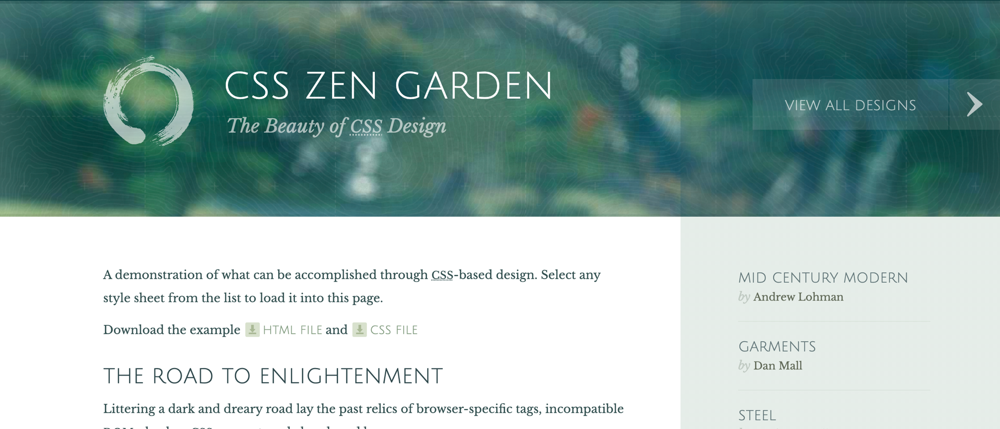 CSS ZEN GARDEN
The Beauty of CSS Design
VIEW ALL DESIGNS
A demonstration of what can be accomplished through CSS-based design. Select any
style sheet from the list to load it into this page.
Download the example HTML FILE and CSS FILE
THE ROAD TO ENLIGHTENMENT
Littering a dark and dreary road lay the past relics of browser-specific tags, incompatible
MID CENTURY MODERN
by Andrew Lohman
GARMENTS
by Dan Mall
STEEL